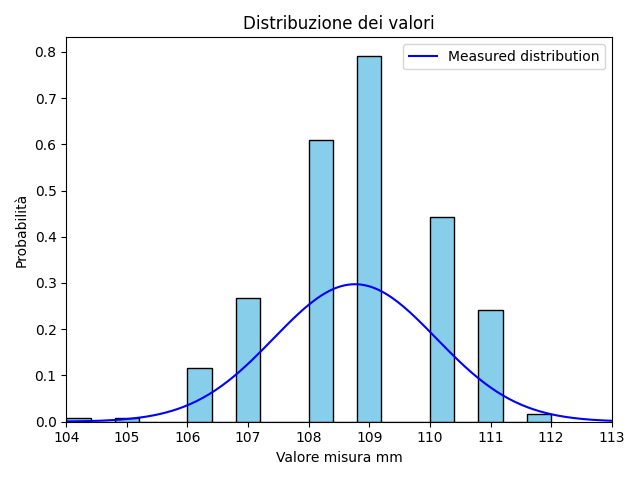 Distribuzione dei valori
Measured distribution
0.8
0.7
0.6
0.5
0.4
0.3
0.2
0.1
0.0
Probabilità
104 105 106 107 108 109 110 111 112 113
Valore misura mm